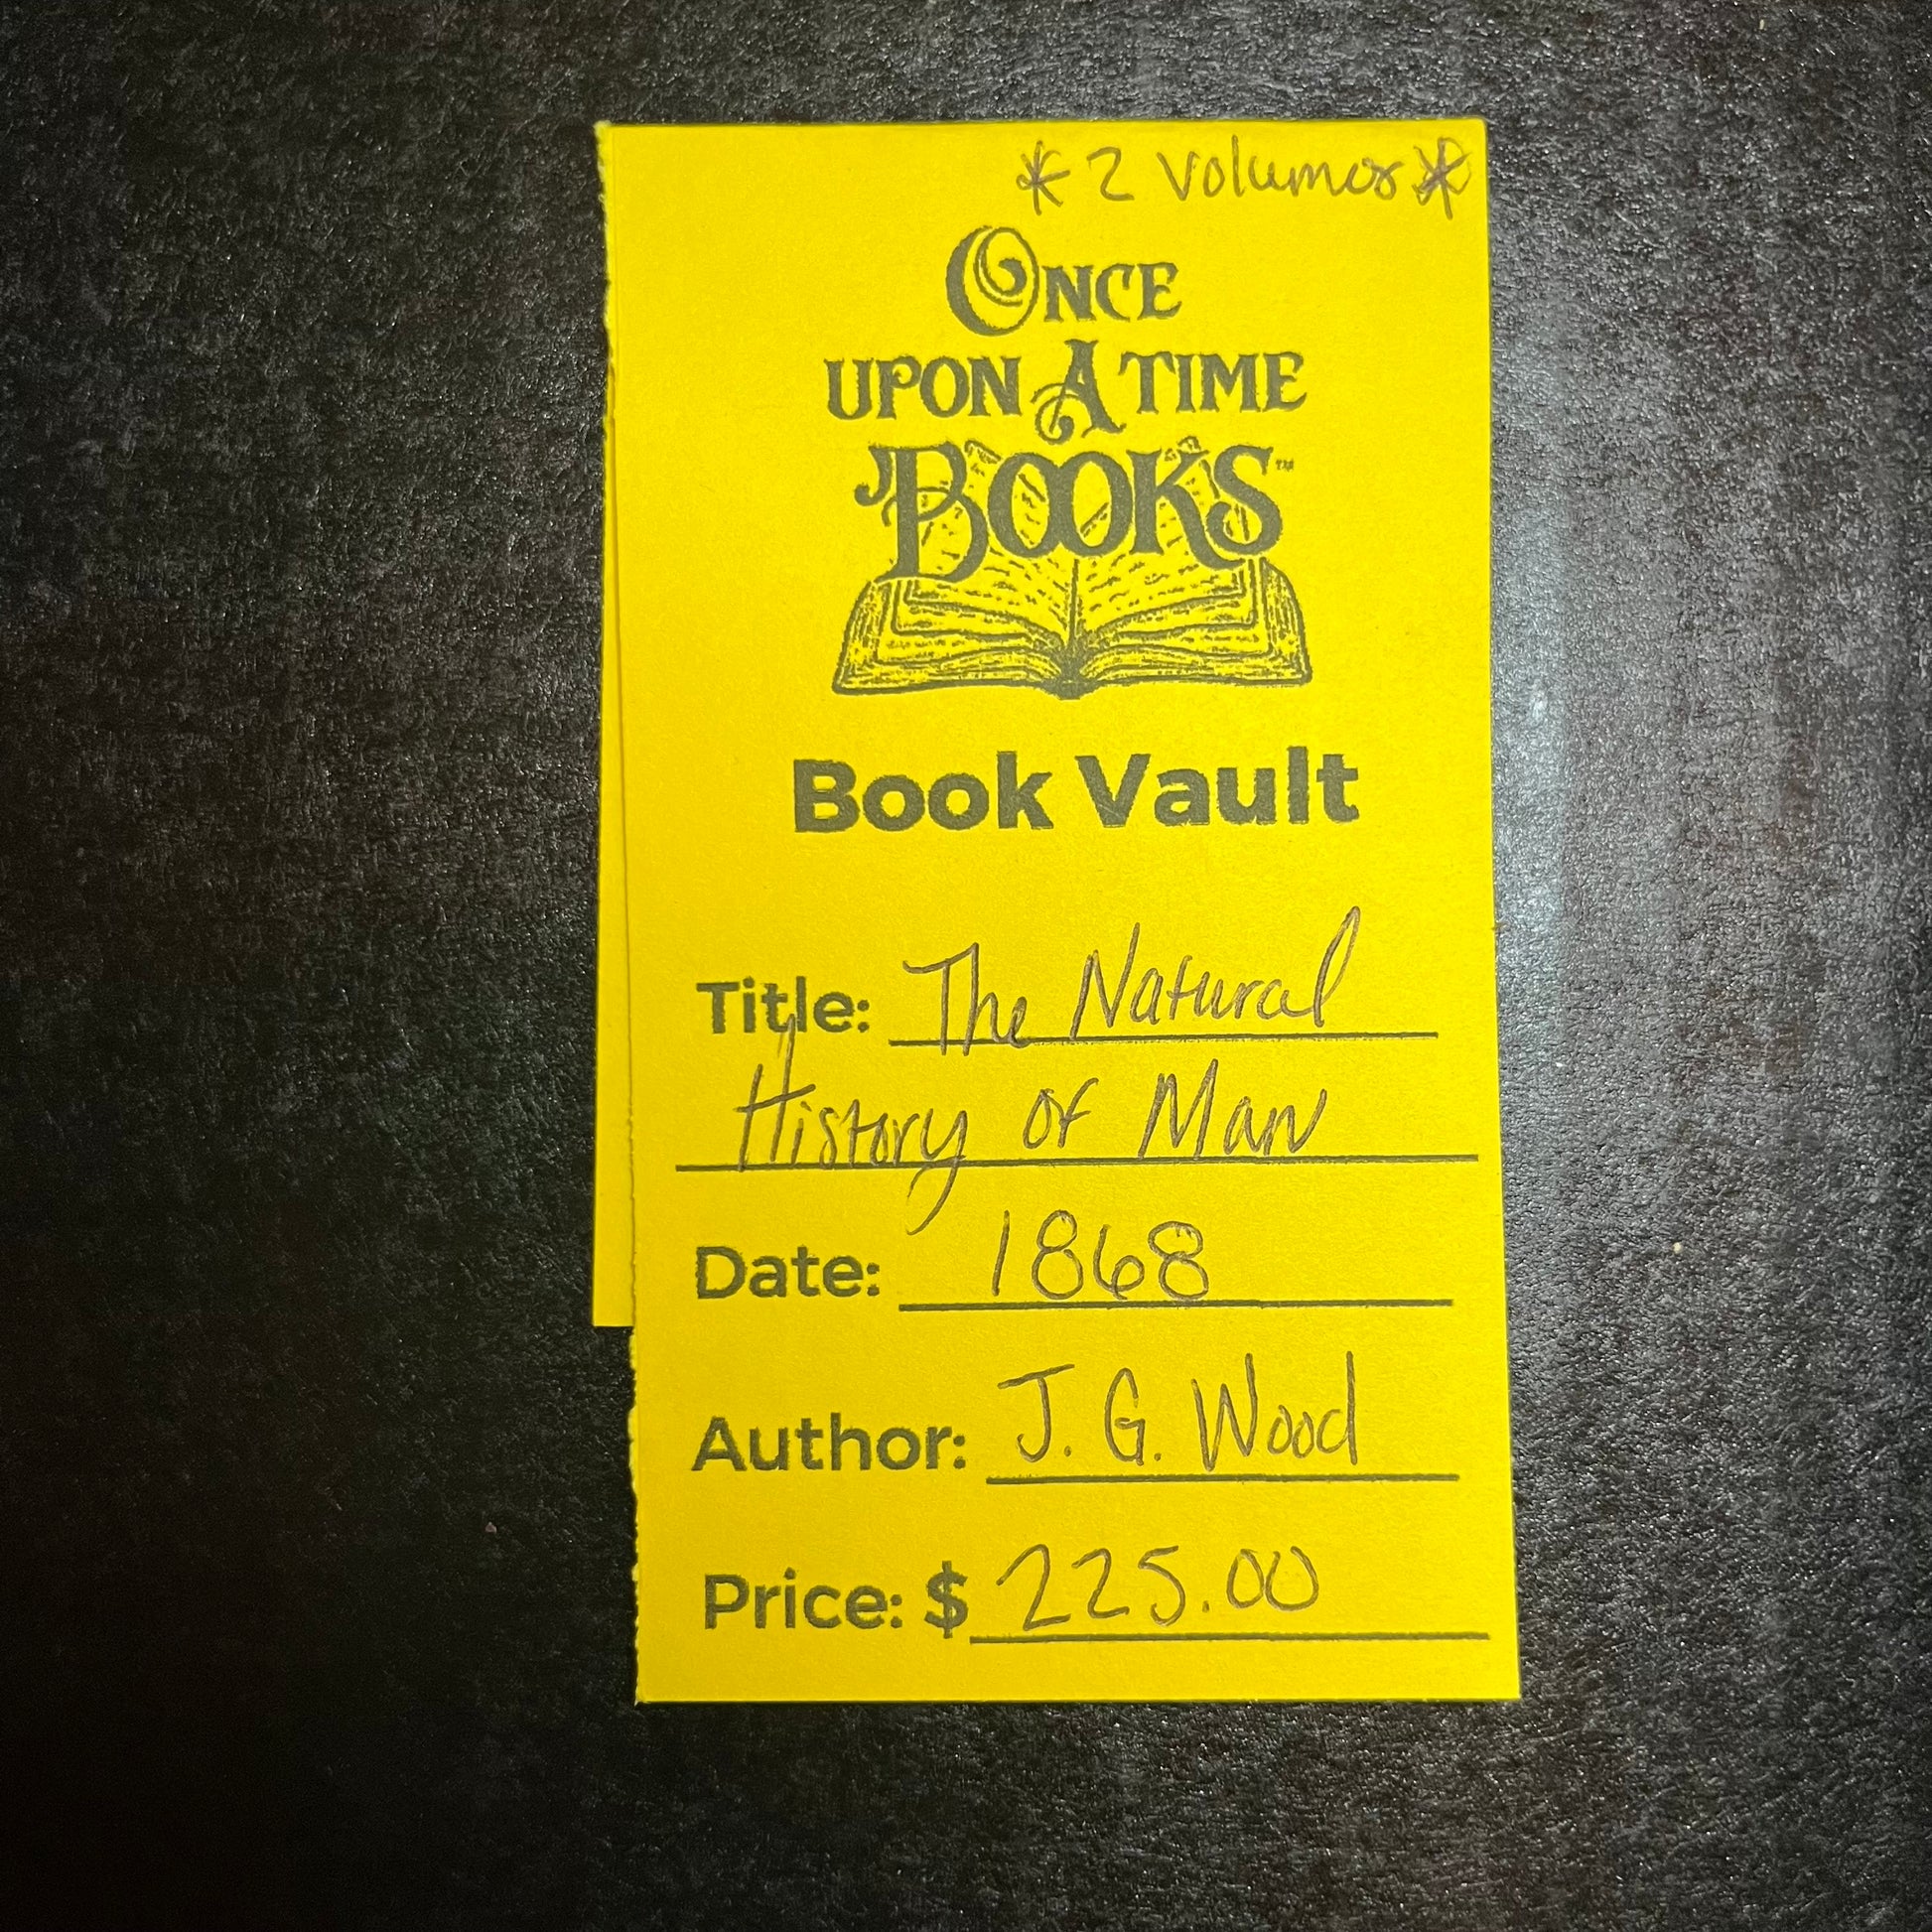 *2 Volumes*
ONCE
UPON A TIME
BOOKS™
Book Vault
Title: The Natural
History of Man
Date: 1868
Author: J. G. Wood
Price: $ 225.00